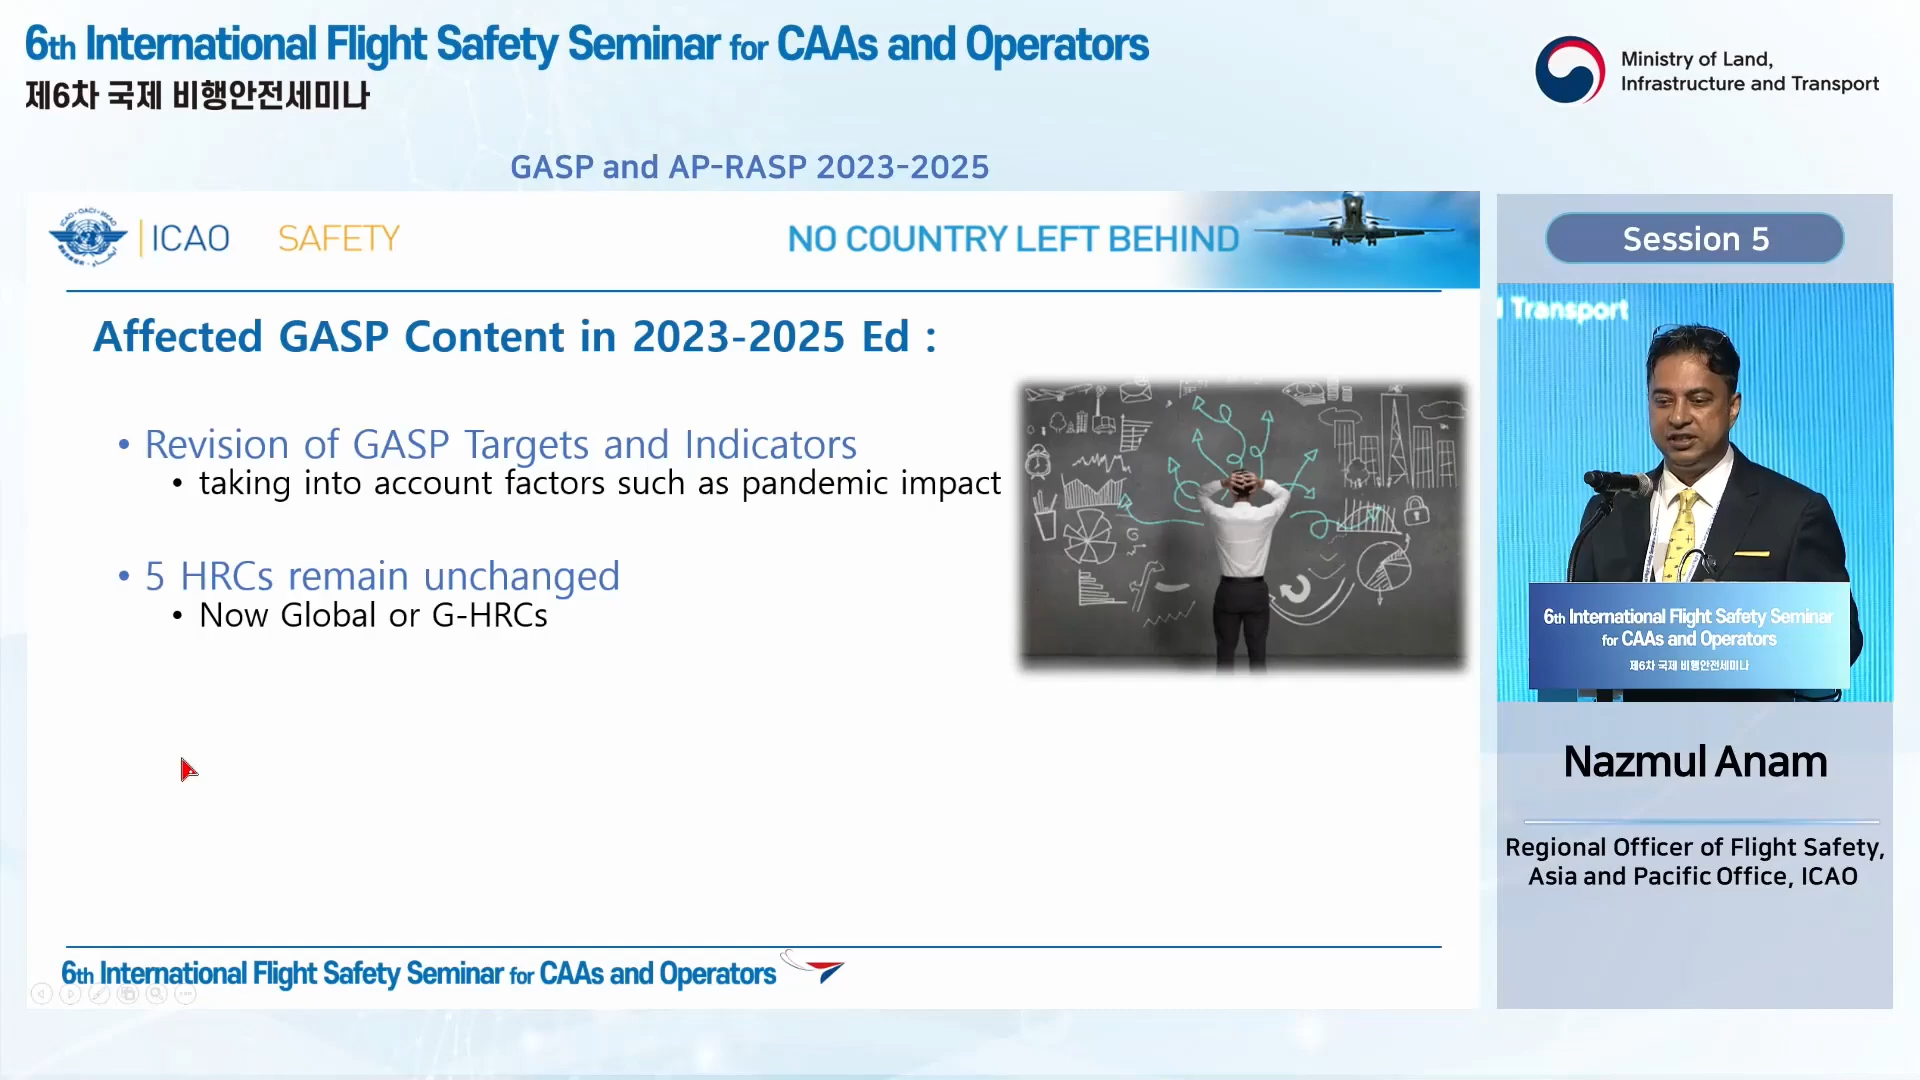 6th International Flight Safety Seminar for CAAs and Operators
제6차 국제 비행안전세미나
Ministry of Land,
Infrastructure and Transport
GASP and AP-RASP 2023-2025
ICAO SAFETY
NO COUNTRY LEFT BEHIND
Affected GASP Content in 2023-2025 Ed :
• Revision of GASP Targets and Indicators
• taking into account factors such as pandemic impact
• 5 HRCs remain unchanged
• Now Global or G-HRCs
6th International Flight Safety Seminar for CAAs and Operators
Session 5
Transport
6th International Flight Safety Seminar
for CAAs and Operators
제6차 국제 비행안전세미나
Nazmul Anam
Regional Officer of Flight Safety,
Asia and Pacific Office, ICAO